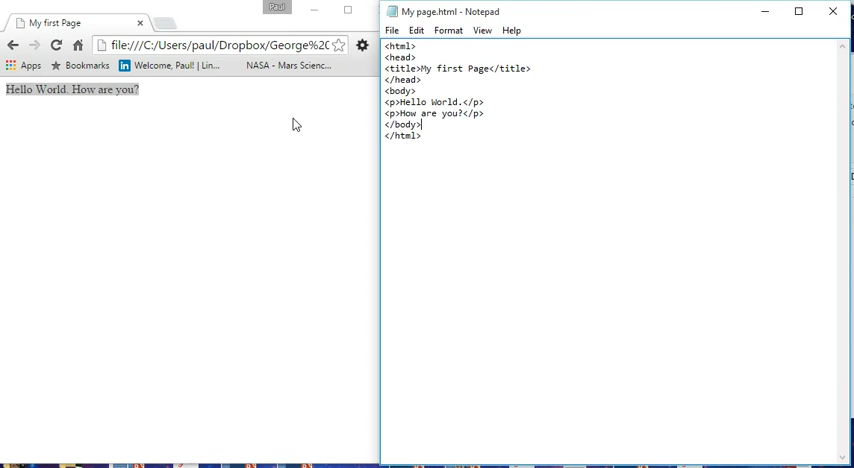 Paul
My first Page
file:///C:/Users/paul/Dropbox/George%20
Apps Bookmarks Welcome, Paul! | Lin... NASA - Mars Scienc...
Hello World. How are you?
My page.html - Notepad
File Edit Format View Help
<html>
<head>
<title>My first Page</title>
</head>
<body>
<p>Hello World.</p>
<p>How are you?</p>
</body>
</html>